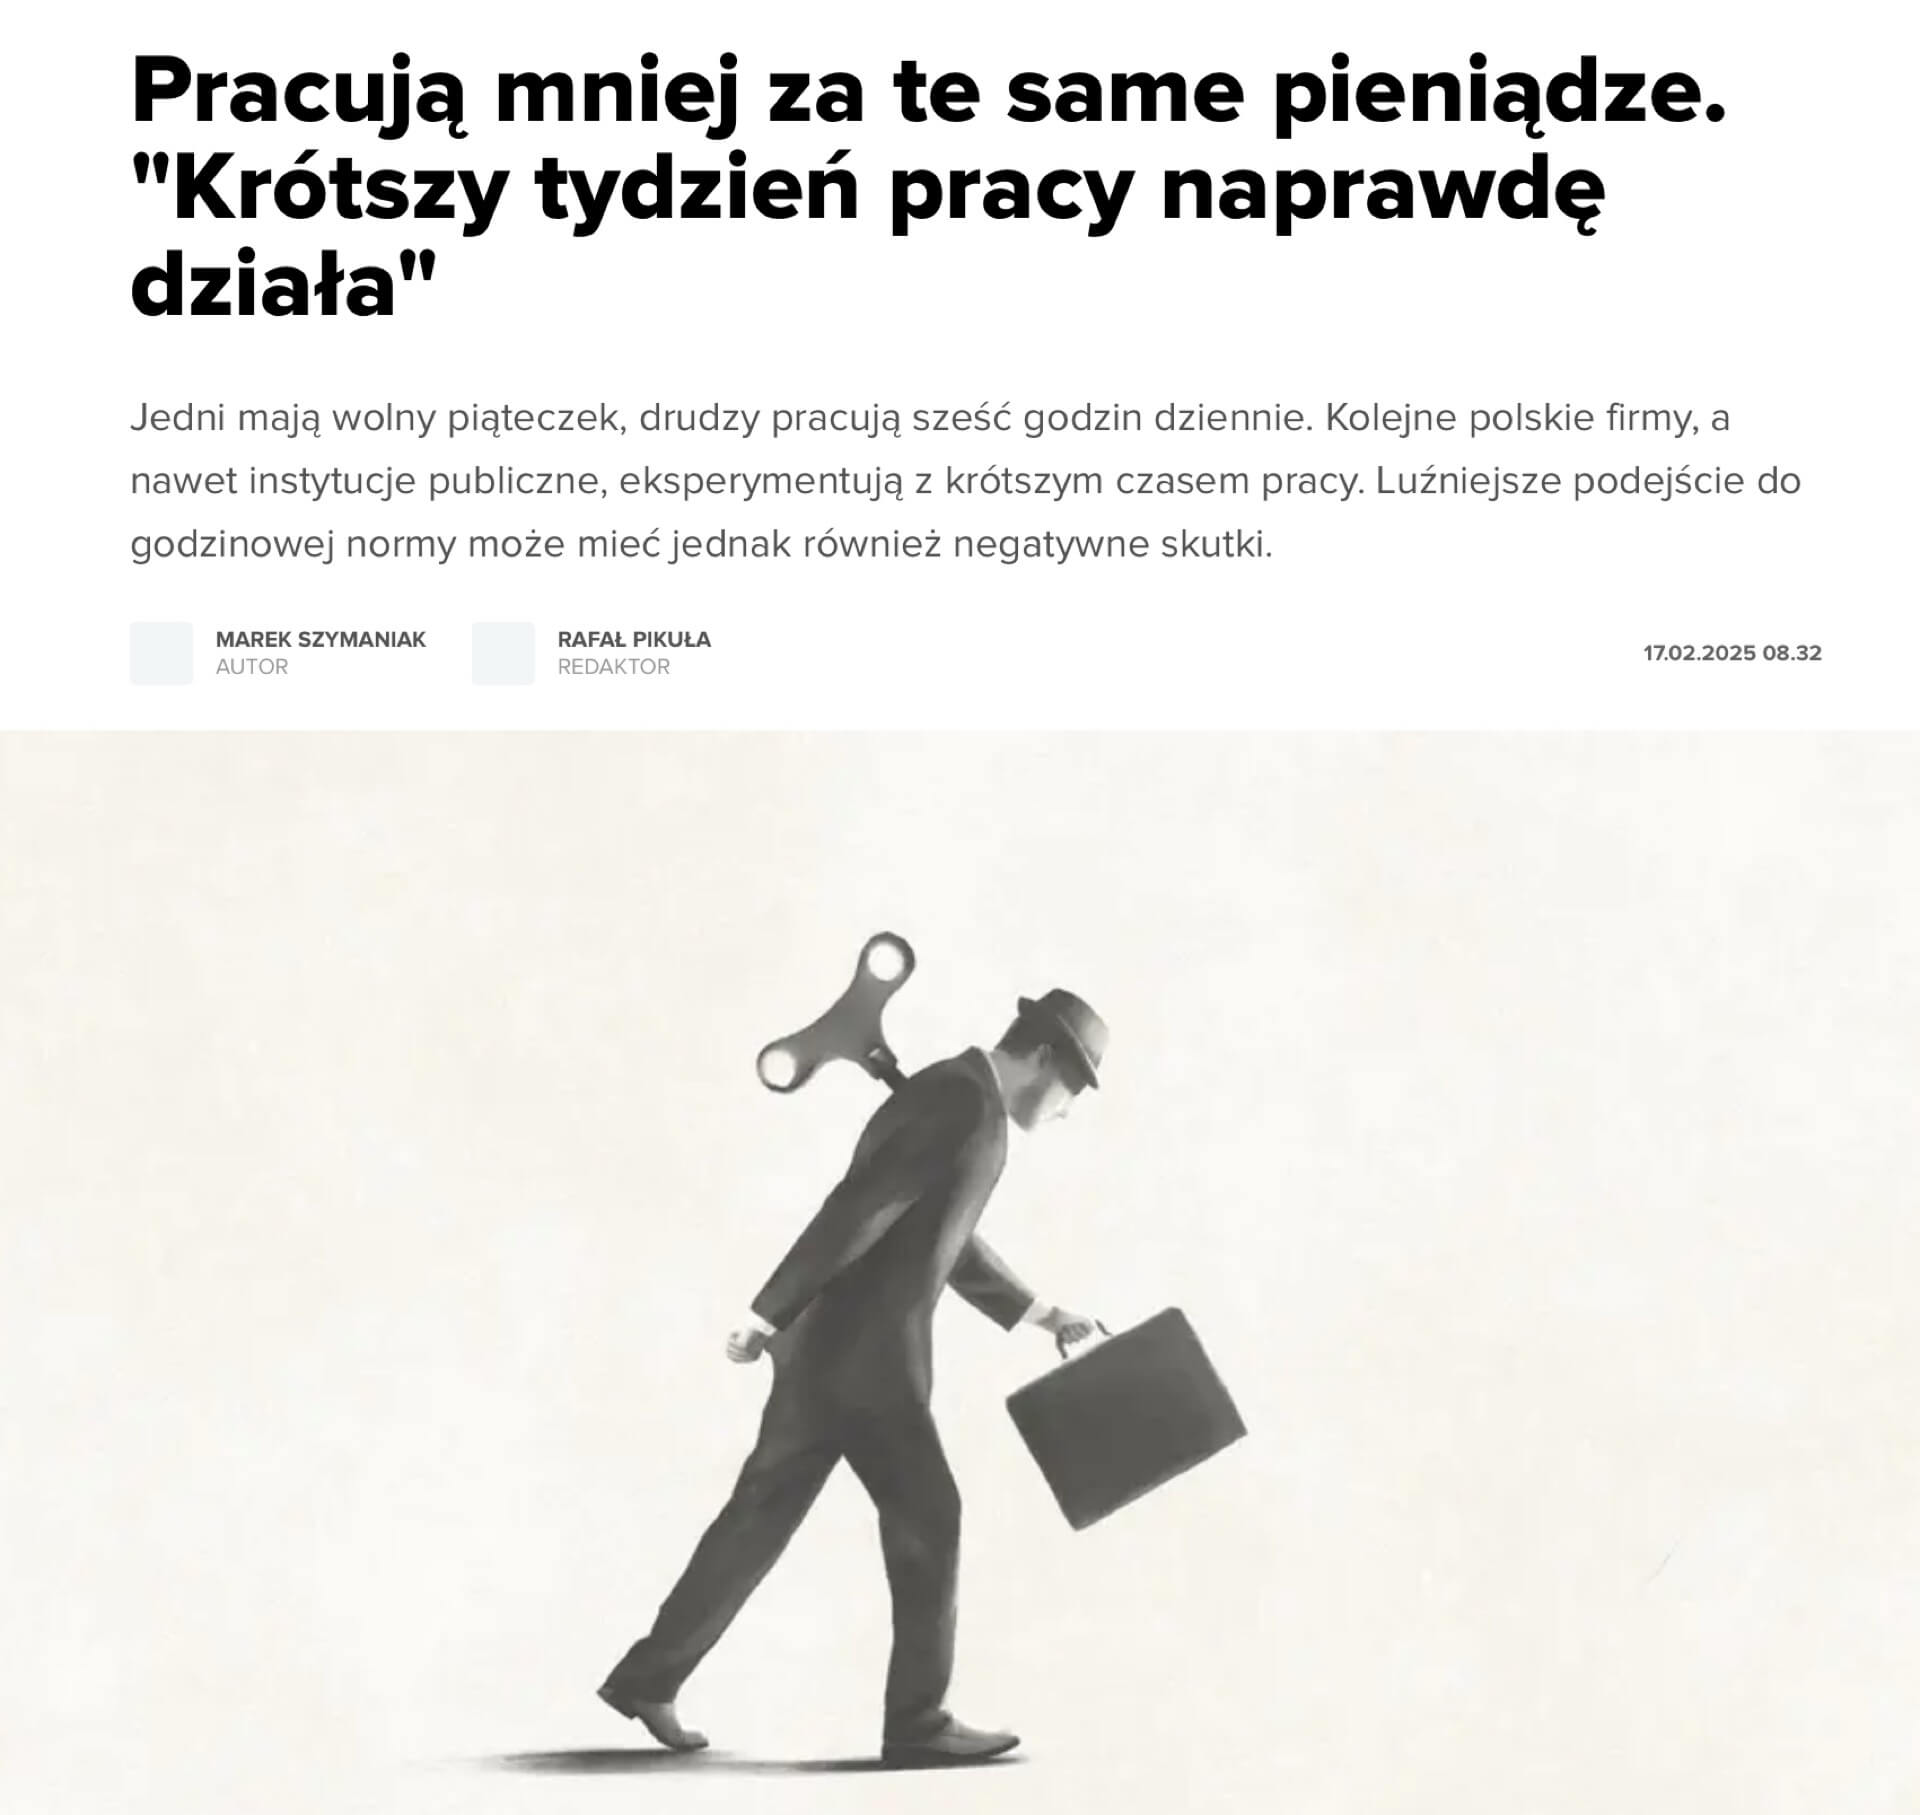 Pracują mniej za te same pieniądze.
"Krótszy tydzień pracy naprawdę
działa"
Jedni mają wolny piąteczek, drudzy pracują sześć godzin dziennie. Kolejne polskie firmy, a
nawet instytucje publiczne, eksperymentują z krótszym czasem pracy. Luźniejsze podejście do
godzinowej normy może mieć jednak również negatywne skutki.
MAREK SZYMANIAK
AUTOR
RAFAŁ PIKUŁA
REDAKTOR
17.02.2025 08.32